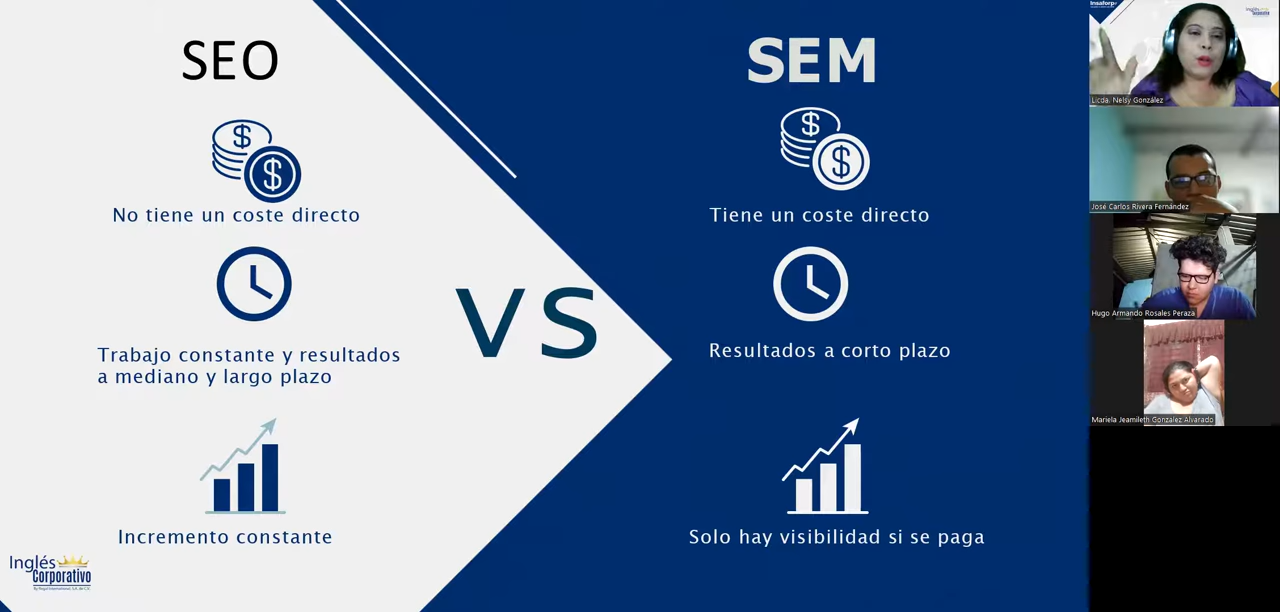 SEO
No tiene un coste directo
Trabajo constante y resultados
a mediano y largo plazo
Incremento constante
VS
SEM
Tiene un coste directo
Resultados a corto plazo
Solo hay visibilidad si se paga
Inglés
Corporativo
Insaforp
Licda. Nelsy González
José Carlos Rivera Fernández
Hugo Armando Rosales Peraza
Mariela Jeamileth González Alvarado